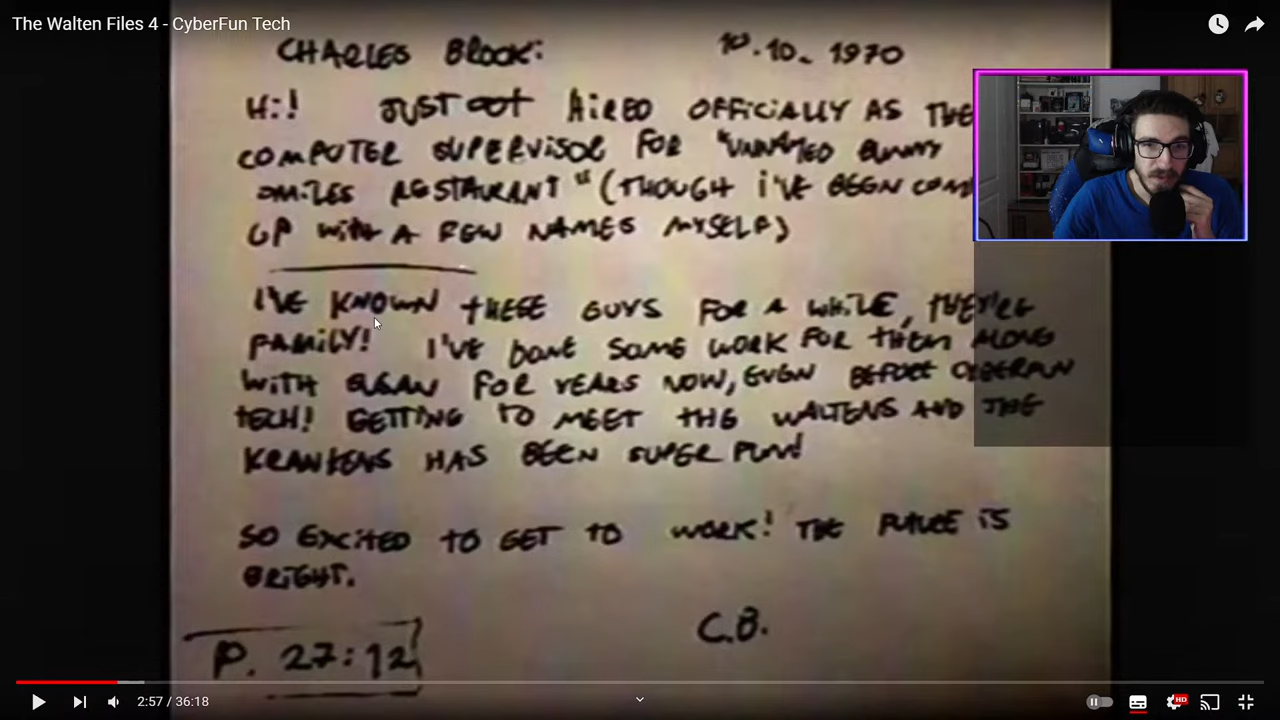 The Walten Files 4 - CyberFun Tech
CHARLES BROOK: 10.10. 1970
Hi! JUST GOT HIRED OFFICIALLY AS THE
COMPUTER SUPERVISOR FOR "UNNAMED BUNNY
SMILES RESTAURANT" (THOUGH I'VE BEEN COM
UP WITH A FEW NAMES MYSELF)
I'VE KNOWN THESE GUYS FOR A WHILE, THEY'RE
FAMILY! I'VE DONE SOME WORK FOR THEM ALONG
WITH SUSAN FOR YEARS NOW, EVEN BEFORE CYBERFUN
TECH! GETTING TO MEET THE WALTENS AND THE
KRANKENS HAS BEEN SUPER FUN!
SO EXCITED TO GET TO WORK! THE FUTURE IS
BRIGHT.
C.B.
P. 27:12
2:57 / 36:18
HD